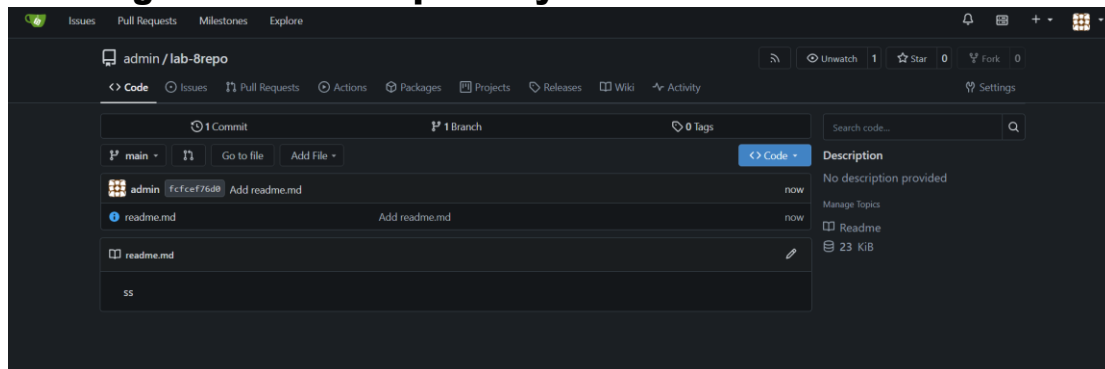 Issues Pull Requests Milestones Explore
admin / lab-8repo
Unwatch 1 Star 0 Fork 0
Code Issues Pull Requests Actions Packages Projects Releases Wiki Activity Settings
1 Commit 1 Branch 0 Tags
Search code...
main Go to file Add File Code
Description
admin fcfcef76d0 Add readme.md now
No description provided
Manage Topics
readme.md Add readme.md now
Readme
23 KiB
readme.md
ss